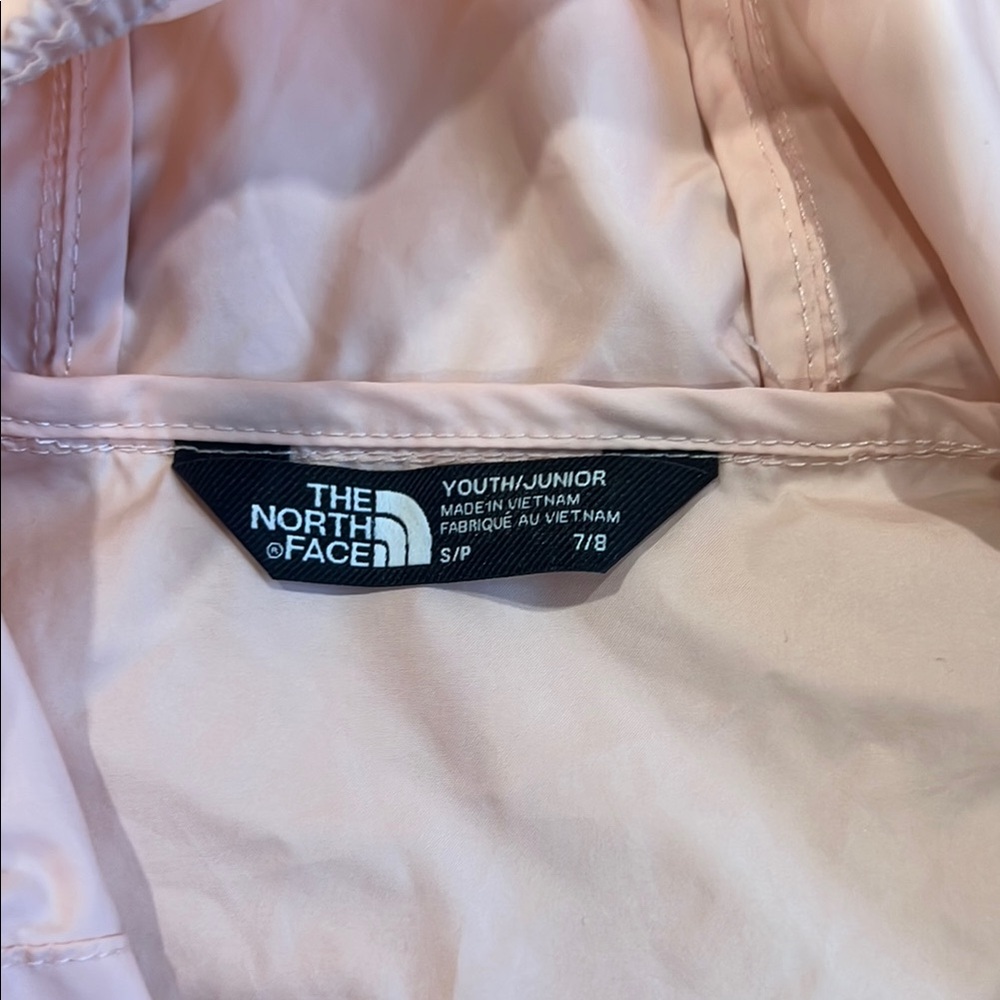 THE
NORTH
®FACE
YOUTH/JUNIOR
MADE IN VIETNAM
FABRIQUÉ AU VIETNAM
S/P 7/8